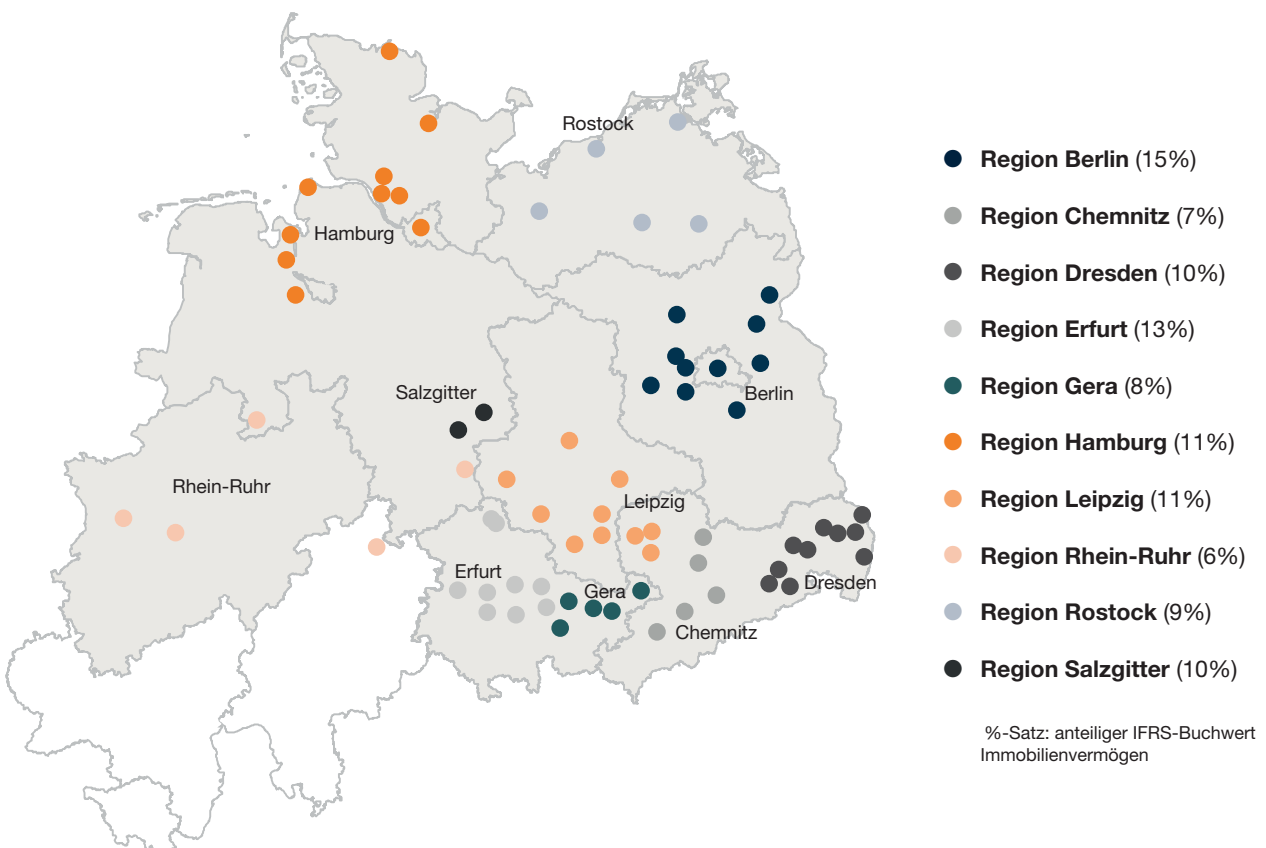 Rostock
Hamburg
Salzgitter
Berlin
Rhein-Ruhr
Leipzig
Erfurt
Gera
Dresden
Chemnitz
Region Berlin (15%)
Region Chemnitz (7%)
Region Dresden (10%)
Region Erfurt (13%)
Region Gera (8%)
Region Hamburg (11%)
Region Leipzig (11%)
Region Rhein-Ruhr (6%)
Region Rostock (9%)
Region Salzgitter (10%)
%-Satz: anteiliger IFRS-Buchwert
Immobilienvermögen